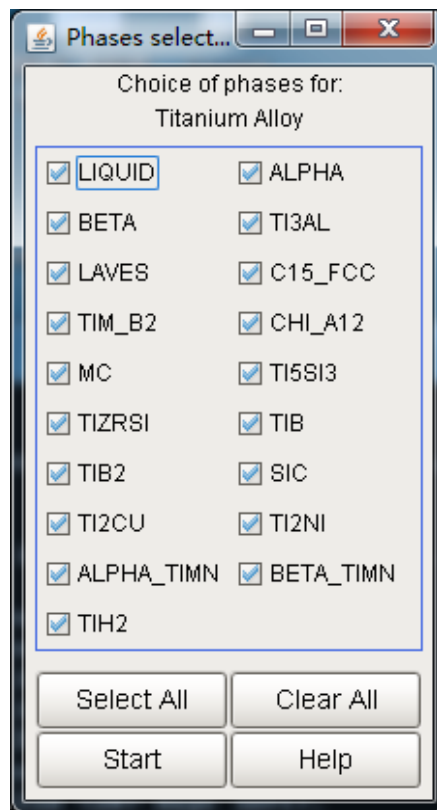 Phases select...
Choice of phases for:
Titanium Alloy
LIQUID ALPHA
BETA TI3AL
LAVES C15_FCC
TIM_B2 CHI_A12
MC TI5SI3
TIZRSI TIB
TIB2 SIC
TI2CU TI2NI
ALPHA_TIMN BETA_TIMN
TIH2
Select All Clear All
Start Help